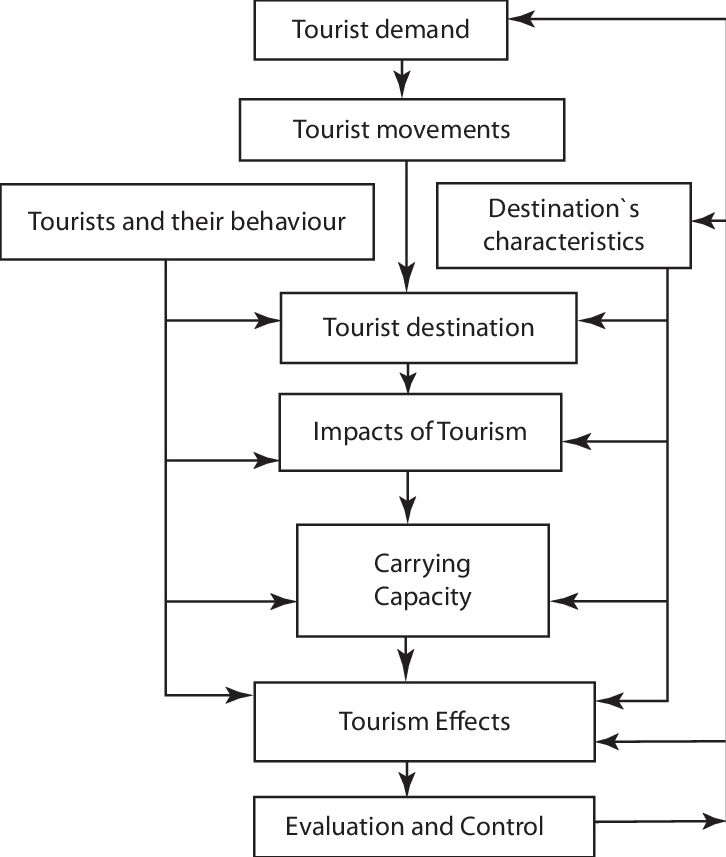 Tourist demand
Tourist movements
Tourists and their behaviour
Destination`s
characteristics
Tourist destination
Impacts of Tourism
Carrying
Capacity
Tourism Effects
Evaluation and Control